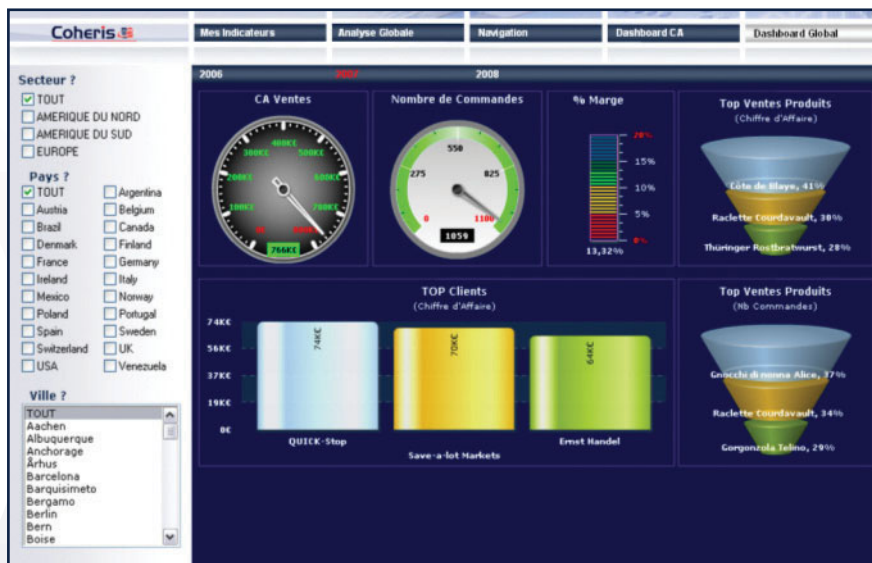 Coheris
Mes Indicateurs
Analyse Globale
Navigation
Dashboard CA
Dashboard Global
2006
2007
2008
Secteur ?
TOUT
AMERIQUE DU NORD
AMERIQUE DU SUD
EUROPE
Pays ?
TOUT Argentina
Austria Belgium
Brazil Canada
Denmark Finland
France Germany
Ireland Italy
Mexico Norway
Poland Portugal
Spain Sweden
Switzerland UK
USA Venezuela
Ville ?
TOUT
Aachen
Albuquerque
Anchorage
Århus
Barcelona
Barquisimeto
Bergamo
Berlin
Bern
Boise
CA Ventes
0€
100K€
200K€
300K€
400K€
500K€
600K€
700K€
766K€
Nombre de Commandes
0
275
550
825
1100
1059
% Marge
20%
15%
10%
5%
0%
13,32%
Top Ventes Produits
(Chiffre d'Affaire)
Côte de Blaye, 41%
Raclette Courdavault, 30%
Thüringer Rostbratwurst, 28%
TOP Clients
(Chiffre d'Affaire)
74K€
56K€
37K€
19K€
0€
74K€
70K€
64K€
QUICK-Stop
Save-a-lot Markets
Ernst Handel
Top Ventes Produits
(Nb Commandes)
Gnocchi di nonna Alice, 37%
Raclette Courdavault, 34%
Gorgonzola Telino, 29%